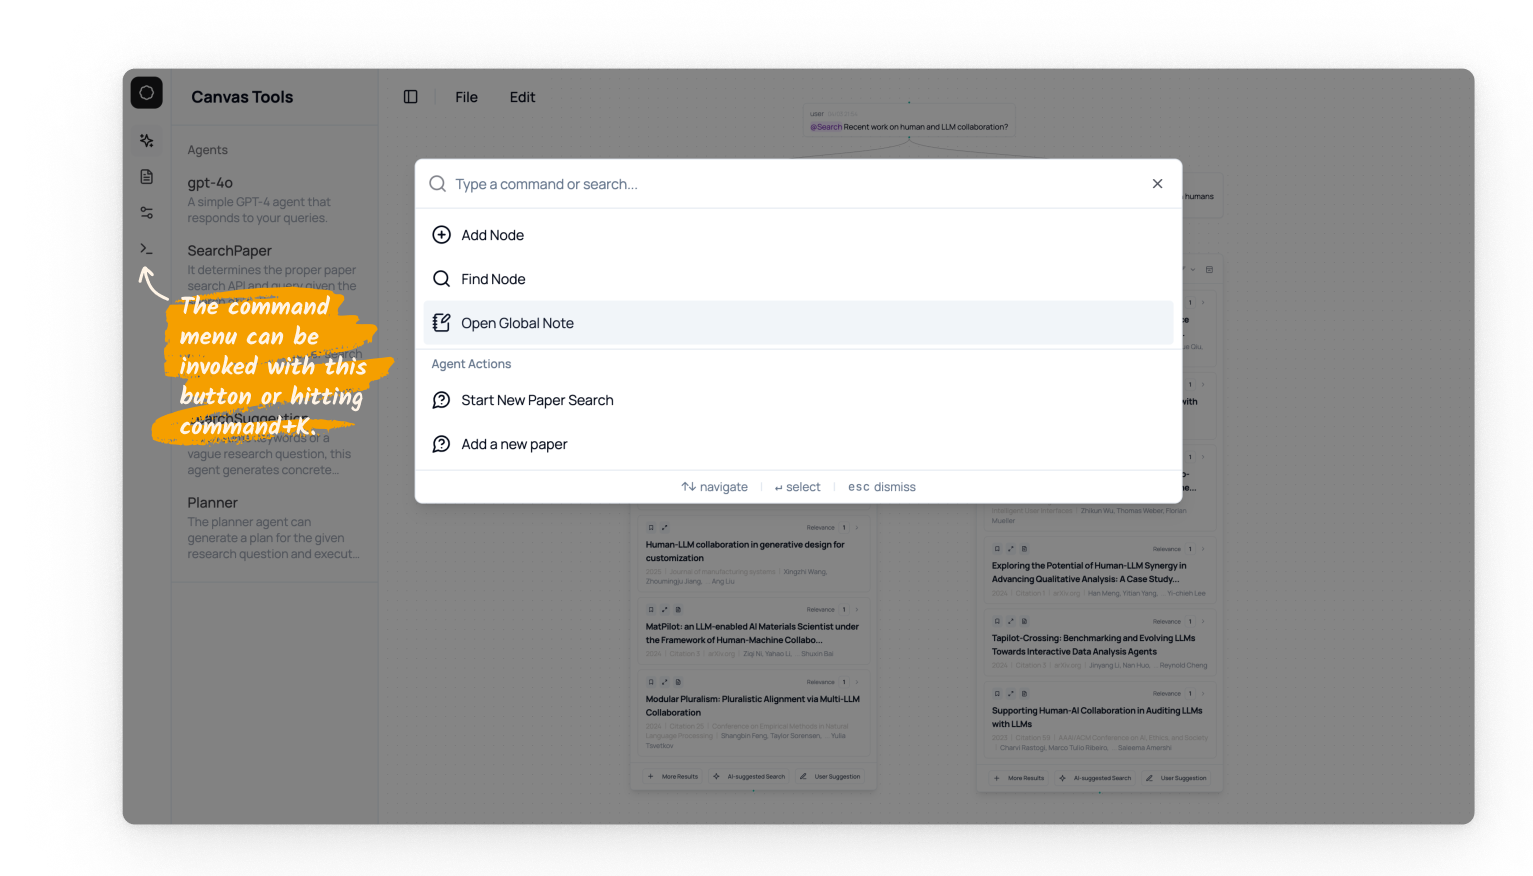 Canvas Tools
File
Edit
Agents
gpt-4o
A simple GPT-4 agent that
responds to your queries.
SearchPaper
It determines the proper paper
search API and query given the
The command
menu can be
invoked with this
button or hitting
command+K.
vague research question, this
agent generates concrete...
Planner
The planner agent can
generate a plan for the given
research question and execut...
user
@Search Recent work on human and LLM collaboration?
humans
Type a command or search...
Add Node
Find Node
Open Global Note
Agent Actions
Start New Paper Search
Add a new paper
navigate
select
esc dismiss
Relevance 1
Human-LLM collaboration in generative design for
customization
2025 | Journal of manufacturing systems | Xingzhi Wang,
Zhoumingju Jiang, ... Ang Liu
Relevance 1
MatPilot: an LLM-enabled AI Materials Scientist under
the Framework of Human-Machine Collabo...
2024 | Citation 3 | arXiv.org | Ziqi Ni, Yahao Li, ... Shuxin Bai
Relevance 1
Modular Pluralism: Pluralistic Alignment via Multi-LLM
Collaboration
2024 | Citation 25 | Conference on Empirical Methods in Natural
Language Processing | Shangbin Feng, Taylor Sorensen, ... Yulia
Tsvetkov
More Results
AI-suggested Search
User Suggestion
with
Intelligent User Interfaces | Zhikun Wu, Thomas Weber, Florian
Mueller
Relevance 1
Exploring the Potential of Human-LLM Synergy in
Advancing Qualitative Analysis: A Case Study...
2024 | Citation 1 | arXiv.org | Han Meng, Yitian Yang, ... Yi-chieh Lee
Relevance 1
Tapilot-Crossing: Benchmarking and Evolving LLMs
Towards Interactive Data Analysis Agents
2024 | Citation 3 | arXiv.org | Jinyang Li, Nan Huo ... Reynold Cheng
Relevance 1
Supporting Human-AI Collaboration in Auditing LLMs
with LLMs
2023 | Citation 59 | AAAI/ACM Conference on AI, Ethics, and Society
| Charvi Rastogi, Marco Tulio Ribeiro, ... Saleema Amershi
More Results
AI-suggested Search
User Suggestion